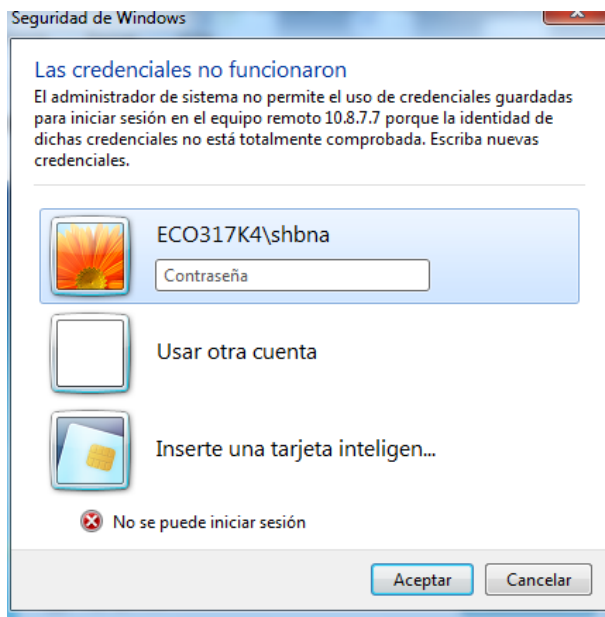 Seguridad de Windows
Las credenciales no funcionaron
El administrador de sistema no permite el uso de credenciales guardadas
para iniciar sesión en el equipo remoto 10.8.7.7 porque la identidad de
dichas credenciales no está totalmente comprobada. Escriba nuevas
credenciales.
ECO317K4\shbna
Contraseña
Usar otra cuenta
Inserte una tarjeta inteligen...
No se puede iniciar sesión
Aceptar
Cancelar